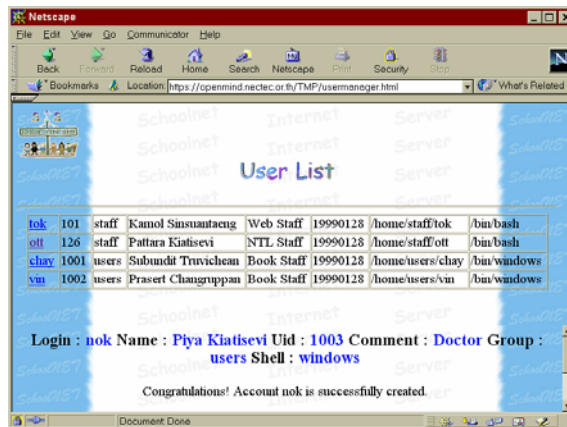 Netscape
File Edit View Go Communicator Help
Back Forward Reload Home Search Netscape Print Security Stop
Bookmarks Location: https://openmind.nectec.or.th/TMP/usermanager.html What's Related
Schoolnet Internet Server
User List
tok 101 staff Kamol Sinsuantaeng Web Staff 19990128 /home/staff/tok /bin/bash
ott 126 staff Pattara Kiatisevi NTL Staff 19990128 /home/staff/ott /bin/bash
chay 1001 users Subundit Truvichean Book Staff 19990128 /home/users/chay /bin/windows
vin 1002 users Prasert Changruppan Book Staff 19990128 /home/users/vin /bin/windows
Login : nok Name : Piya Kiatisevi Uid : 1003 Comment : Doctor Group :
users Shell : windows
Congratulations! Account nok is successfully created.
Document Done